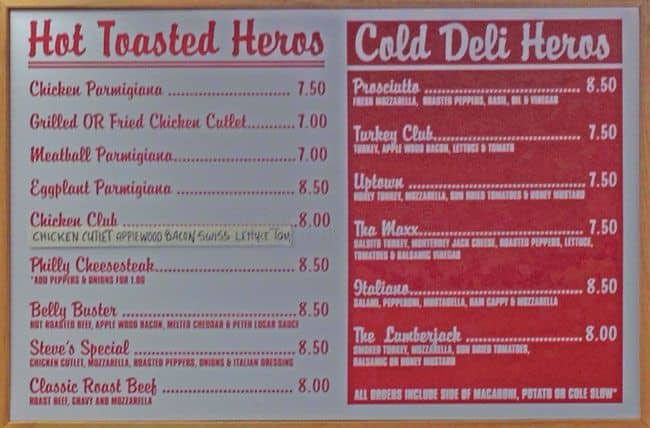 Hot Toasted Heros
Chicken Parmigiana 7.50
Grilled OR Fried Chicken Cutlet 7.00
Meatball Parmigiana 7.00
Eggplant Parmigiana 8.50
Chicken Club 8.00
CHICKEN CUTLET APPLEWOOD BACON SWISS LETTUCE TOM
Philly Cheesesteak 8.50
*ADD PEPPERS & ONIONS FOR 1.00
Belly Buster 8.50
HOT ROASTED BEEF, APPLE WOOD BACON, MELTED CHEDDAR & PETER LUGAR SAUCE
Steve's Special 8.50
CHICKEN CUTLET, MOZZARELLA, ROASTED PEPPERS, ONIONS & ITALIAN DRESSING
Classic Roast Beef 8.00
ROAST BEEF, GRAVY AND MOZZARELLA
Cold Deli Heros
Prosciutto 8.50
FRESH MOZZARELLA, ROASTED PEPPERS, BASIL, OIL & VINEGAR
Turkey Club 7.50
TURKEY, APPLE WOOD BACON, LETTUCE & TOMATO
Uptown 7.50
HONEY TURKEY, MOZZARELLA, SUN DRIED TOMATOES & HONEY MUSTARD
Tha Maxx 7.50
SALSITO TURKEY, MONTEREY JACK CHEESE, ROASTED PEPPERS, LETTUCE,
TOMATOES & BALSAMIC VINEGAR
Italiano 8.50
SALAMI, PEPPERONI, MORTADELLA, HAM CAPPY & MOZZARELLA
The Lumberjack 8.00
SMOKED TURKEY, MOZZARELLA, SUN DRIED TOMATOES,
BALSAMIC OR HONEY MUSTARD
ALL ORDERS INCLUDE SIDE OF MACARONI, POTATO OR COLE SLOW*